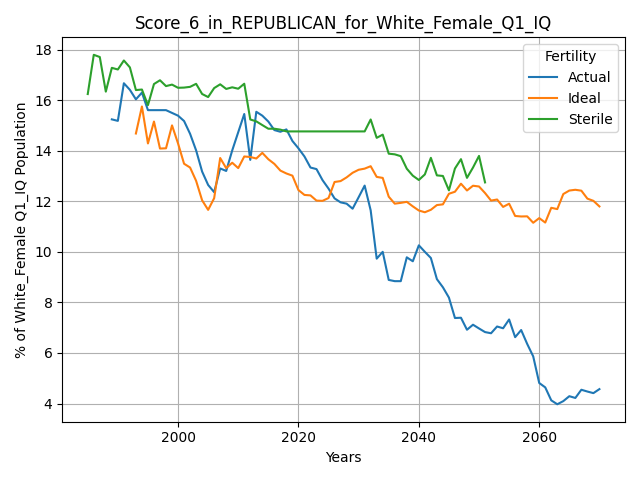 Score_6_in_REPUBLICAN_for_White_Female_Q1_IQ
% of White_Female Q1_IQ Population
18
16
14
12
10
8
6
4
Fertility
Actual
Ideal
Sterile
2000 2020 2040 2060
Years